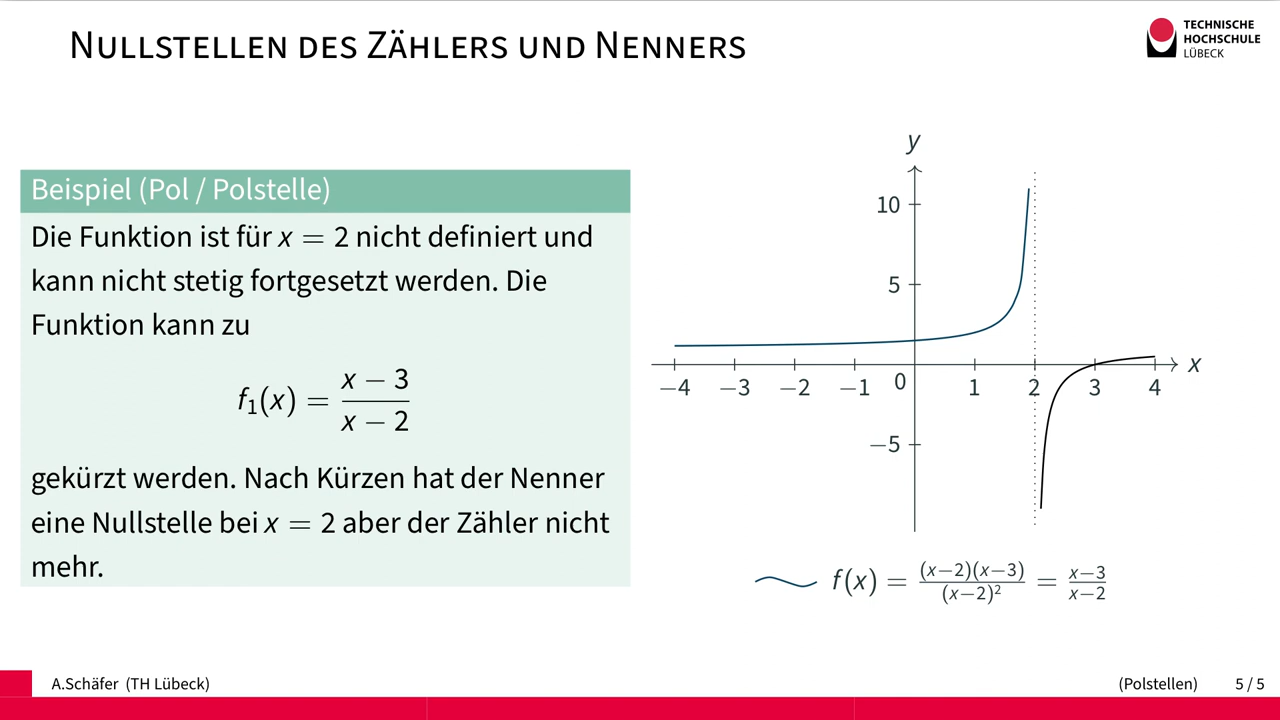 Nullstellen des Zählers und Nenners
TECHNISCHE
HOCHSCHULE
LÜBECK
Beispiel (Pol / Polstelle)
Die Funktion ist für x = 2 nicht definiert und
kann nicht stetig fortgesetzt werden. Die
Funktion kann zu
f₁(x) = (x − 3)/(x − 2)
gekürzt werden. Nach Kürzen hat der Nenner
eine Nullstelle bei x = 2 aber der Zähler nicht
mehr.
y
10
5
−4 −3 −2 −1 0 1 2 3 4 x
−5
f(x) = (x−2)(x−3)/(x−2)² = (x−3)/(x−2)
A.Schäfer (TH Lübeck) (Polstellen) 5 / 5